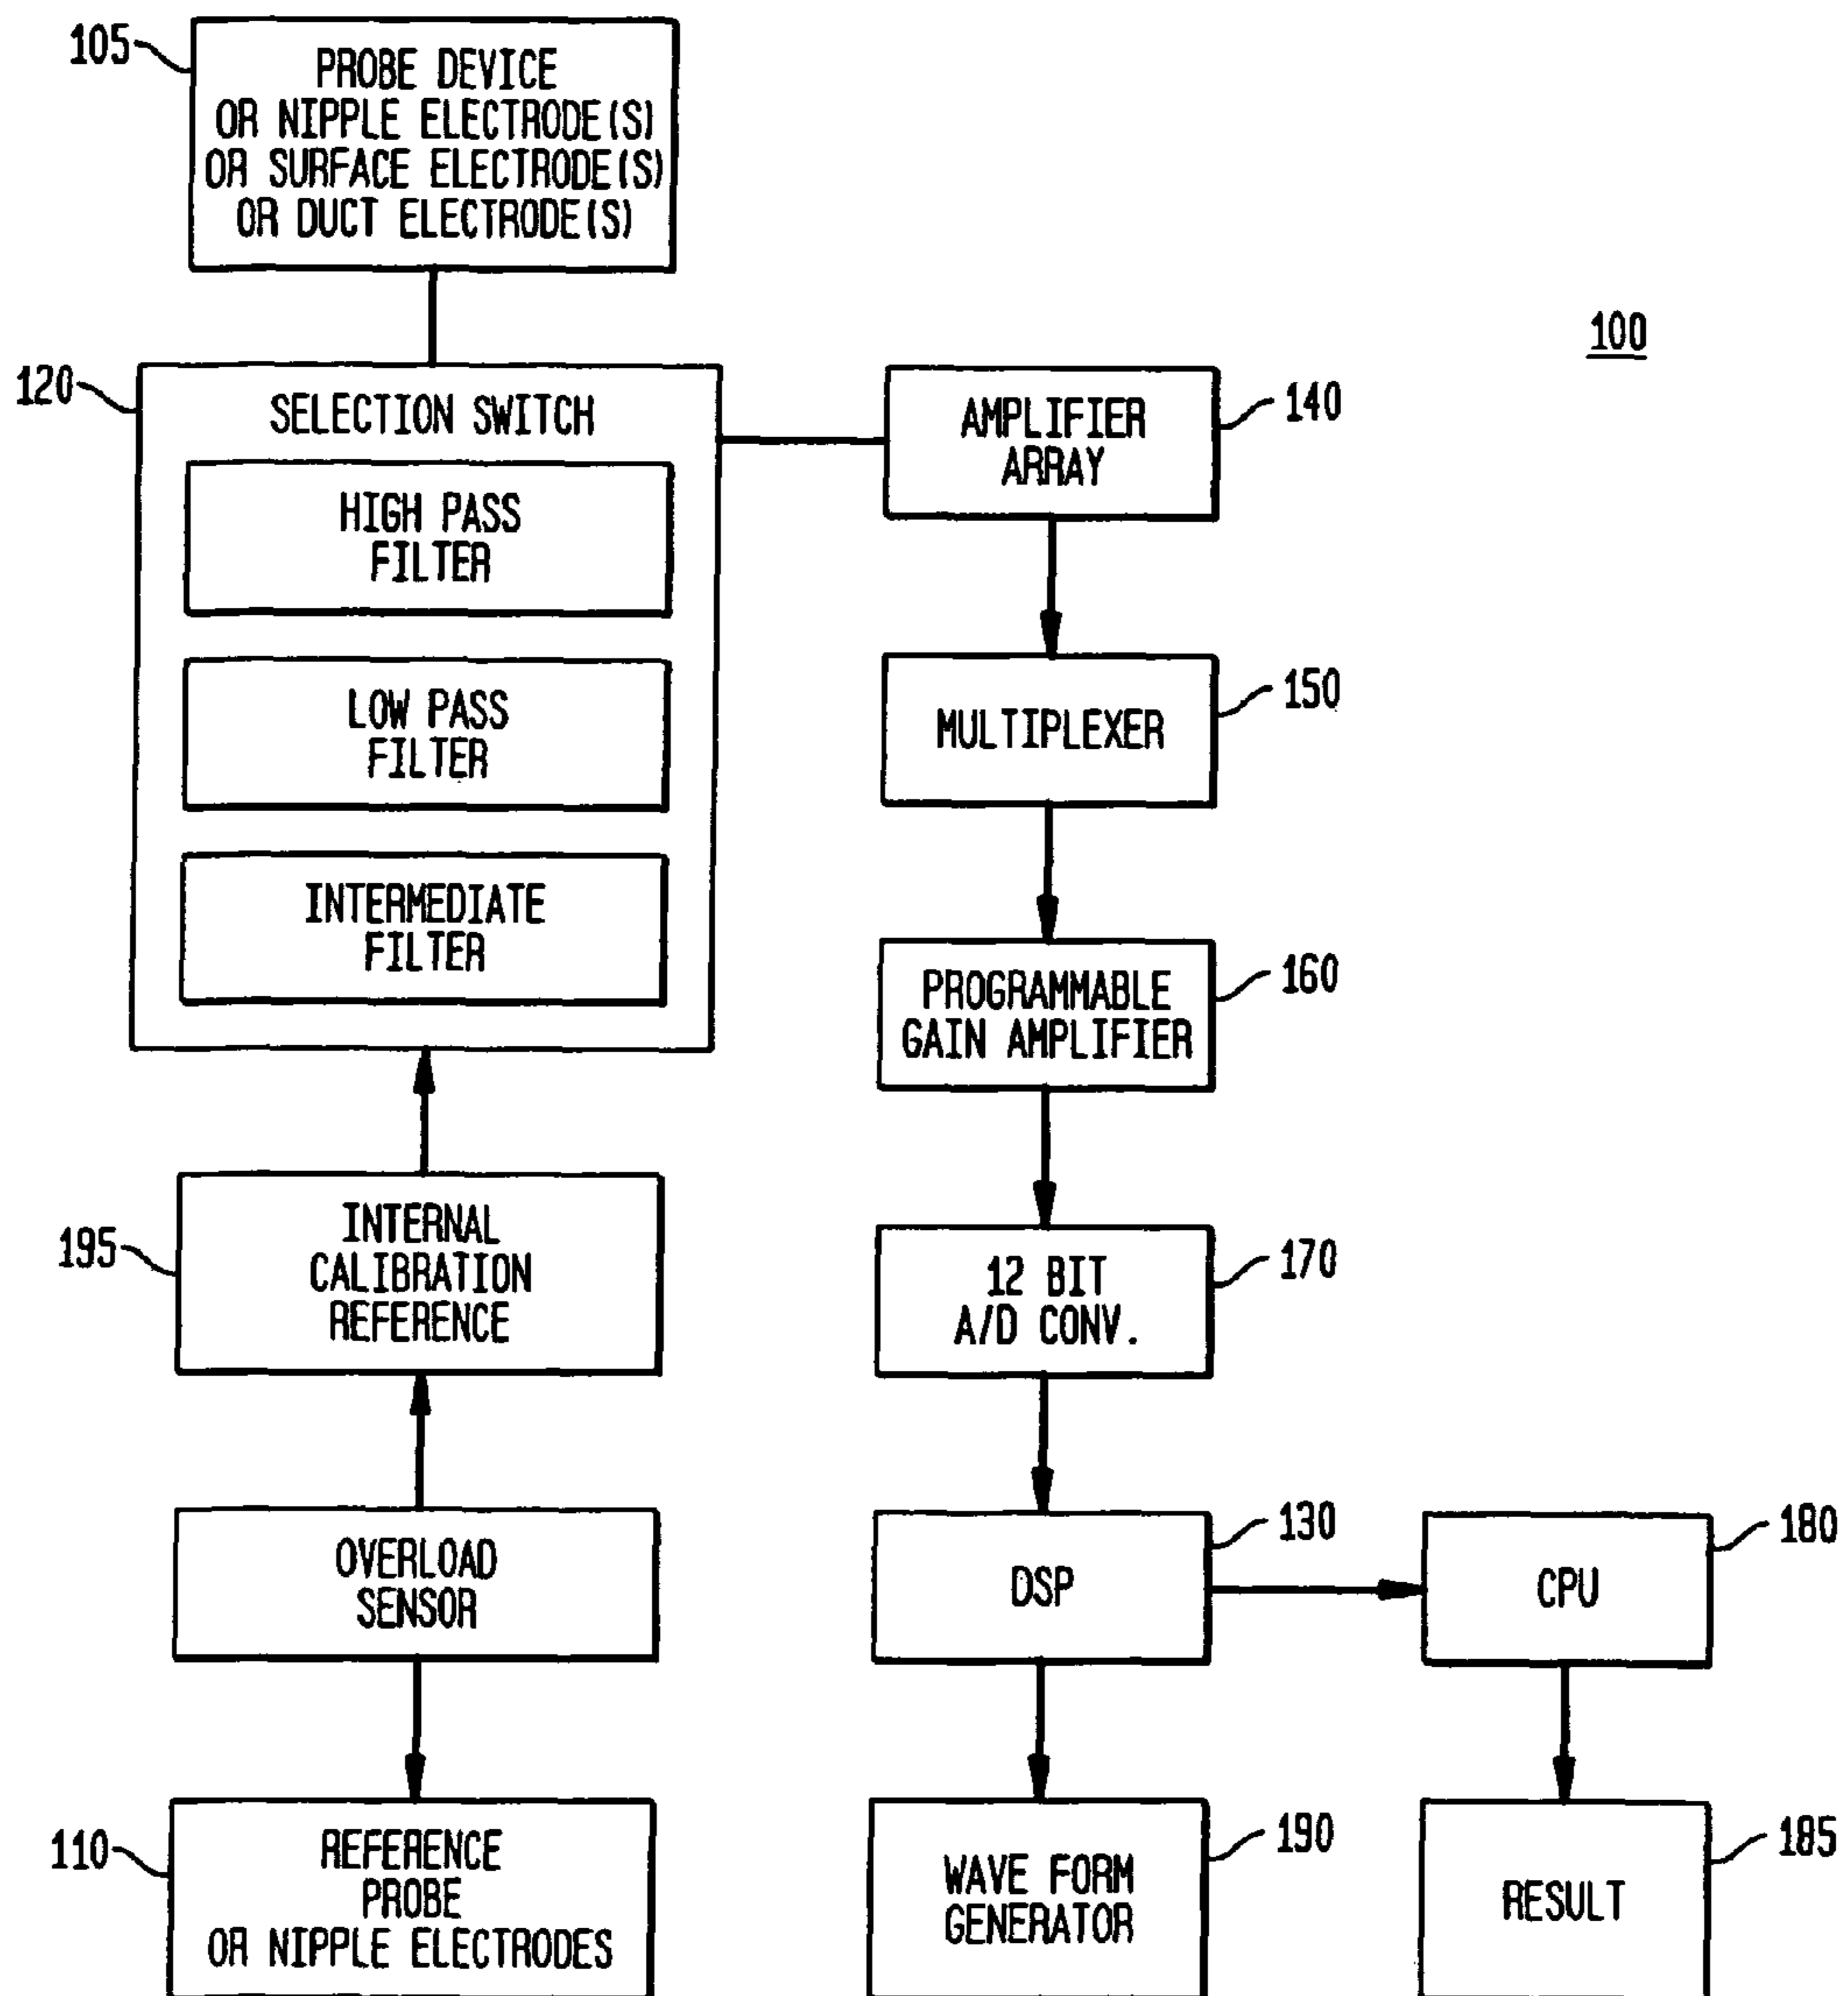 105
PROBE DEVICE
OR NIPPLE ELECTRODE(S)
OR SURFACE ELECTRODE(S)
OR DUCT ELECTRODE(S)
100
120
SELECTION SWITCH
HIGH PASS
FILTER
LOW PASS
FILTER
INTERMEDIATE
FILTER
AMPLIFIER
ARRAY
140
MULTIPLEXER
150
PROGRAMMABLE
GAIN AMPLIFIER
160
195
INTERNAL
CALIBRATION
REFERENCE
12 BIT
A/D CONV.
170
OVERLOAD
SENSOR
DSP
130
CPU
180
110
REFERENCE
PROBE
OR NIPPLE ELECTRODES
WAVE FORM
GENERATOR
190
RESULT
185